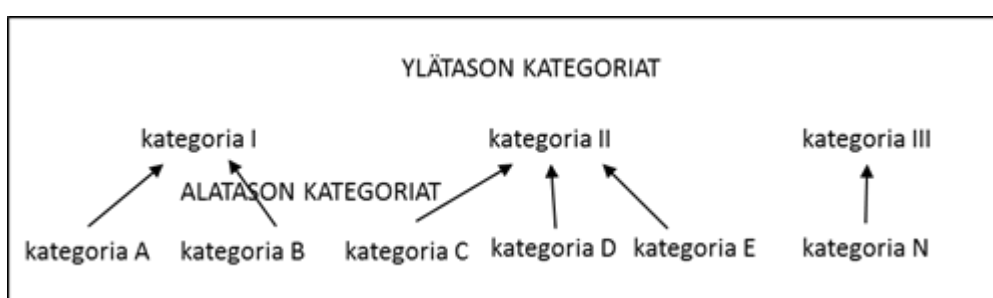 YLÄTASON KATEGORIAT
kategoria I kategoria II kategoria III
ALATASON KATEGORIAT
kategoria A kategoria B kategoria C kategoria D kategoria E kategoria N